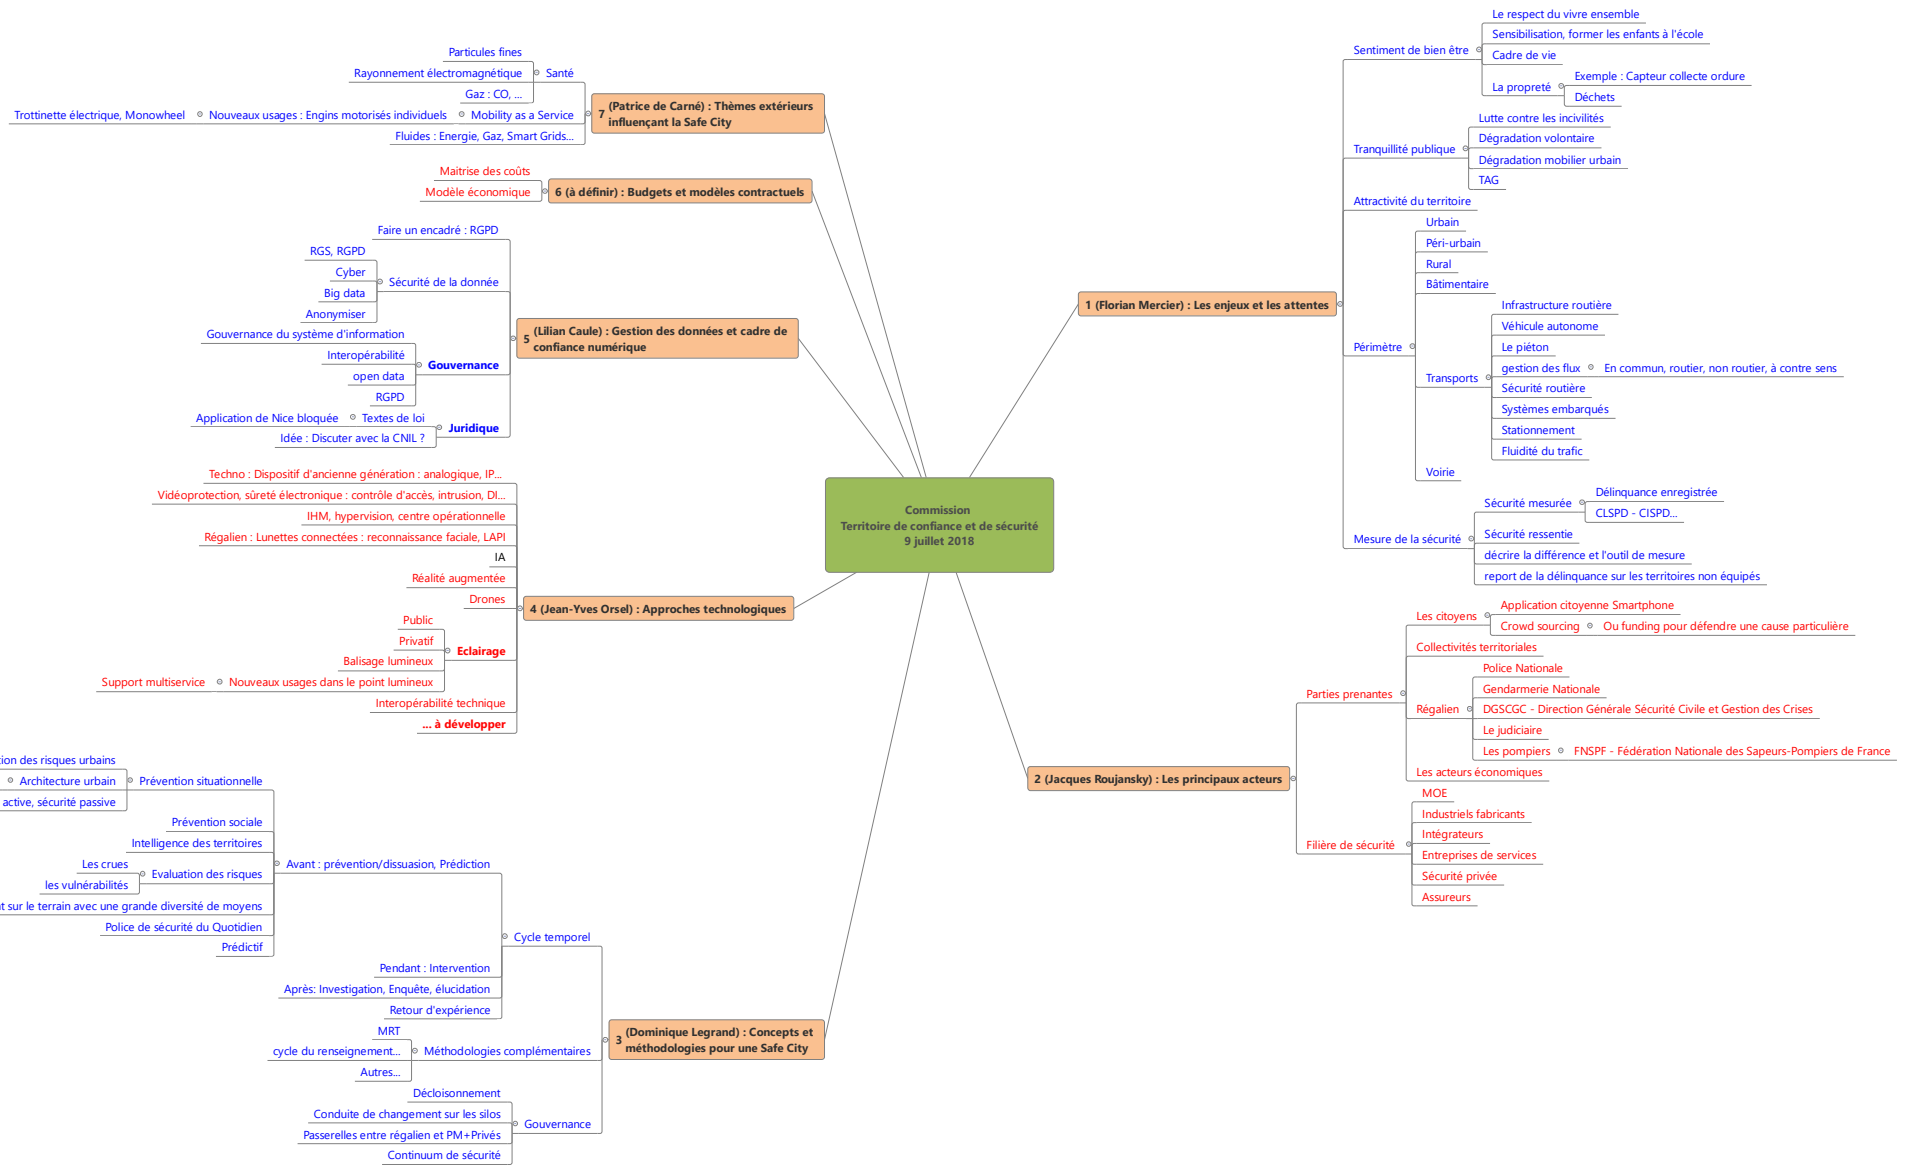 Commission
Territoire de confiance et de sécurité
9 juillet 2018
1 (Florian Mercier) : Les enjeux et les attentes
Sentiment de bien être
Le respect du vivre ensemble
Sensibilisation, former les enfants à l'école
Cadre de vie
La propreté
Exemple : Capteur collecte ordure
Déchets
Tranquillité publique
Lutte contre les incivilités
Dégradation volontaire
Dégradation mobilier urbain
TAG
Attractivité du territoire
Périmètre
Urbain
Péri-urbain
Rural
Bâtimentaire
Transports
Infrastructure routière
Véhicule autonome
Le piéton
gestion des flux
En commun, routier, non routier, à contre sens
Sécurité routière
Systèmes embarqués
Stationnement
Fluidité du trafic
Voirie
Mesure de la sécurité
Sécurité mesurée
Délinquance enregistrée
CLSPD - CISPD...
Sécurité ressentie
décrire la différence et l'outil de mesure
report de la délinquance sur les territoires non équipés
2 (Jacques Roujansky) : Les principaux acteurs
Parties prenantes
Les citoyens
Application citoyenne Smartphone
Crowd sourcing
Ou funding pour défendre une cause particulière
Collectivités territoriales
Régalien
Police Nationale
Gendarmerie Nationale
DGSCGC - Direction Générale Sécurité Civile et Gestion des Crises
Le judiciaire
Les pompiers
FNSPF - Fédération Nationale des Sapeurs-Pompiers de France
Les acteurs économiques
Filière de sécurité
MOE
Industriels fabricants
Intégrateurs
Entreprises de services
Sécurité privée
Assureurs
3 (Dominique Legrand) : Concepts et
méthodologies pour une Safe City
Cycle temporel
Avant : prévention/dissuasion, Prédiction
Prévention situationnelle
des risques urbains
Architecture urbain
active, sécurité passive
Prévention sociale
Intelligence des territoires
Evaluation des risques
Les crues
les vulnérabilités
sur le terrain avec une grande diversité de moyens
Police de sécurité du Quotidien
Prédictif
Pendant : Intervention
Après: Investigation, Enquête, élucidation
Retour d'expérience
Méthodologies complémentaires
MRT
cycle du renseignement...
Autres...
Gouvernance
Décloisonnement
Conduite de changement sur les silos
Passerelles entre régalien et PM+Privés
Continuum de sécurité
4 (Jean-Yves Orsel) : Approches technologiques
Techno : Dispositif d'ancienne génération : analogique, IP...
Vidéoprotection, sûreté électronique : contrôle d'accès, intrusion, DI...
IHM, hypervision, centre opérationnelle
Régalien : Lunettes connectées : reconnaissance faciale, LAPI
IA
Réalité augmentée
Drones
Eclairage
Public
Privatif
Balisage lumineux
Nouveaux usages dans le point lumineux
Support multiservice
Interopérabilité technique
... à développer
5 (Lilian Caule) : Gestion des données et cadre de
confiance numérique
Faire un encadré : RGPD
Sécurité de la donnée
RGS, RGPD
Cyber
Big data
Anonymiser
Gouvernance
Gouvernance du système d'information
Interopérabilité
open data
RGPD
Juridique
Textes de loi
Application de Nice bloquée
Idée : Discuter avec la CNIL ?
6 (à définir) : Budgets et modèles contractuels
Maitrise des coûts
Modèle économique
7 (Patrice de Carné) : Thèmes extérieurs
influençant la Safe City
Santé
Particules fines
Rayonnement électromagnétique
Gaz : CO, ...
Mobility as a Service
Nouveaux usages : Engins motorisés individuels
Trottinette électrique, Monowheel
Fluides : Energie, Gaz, Smart Grids...